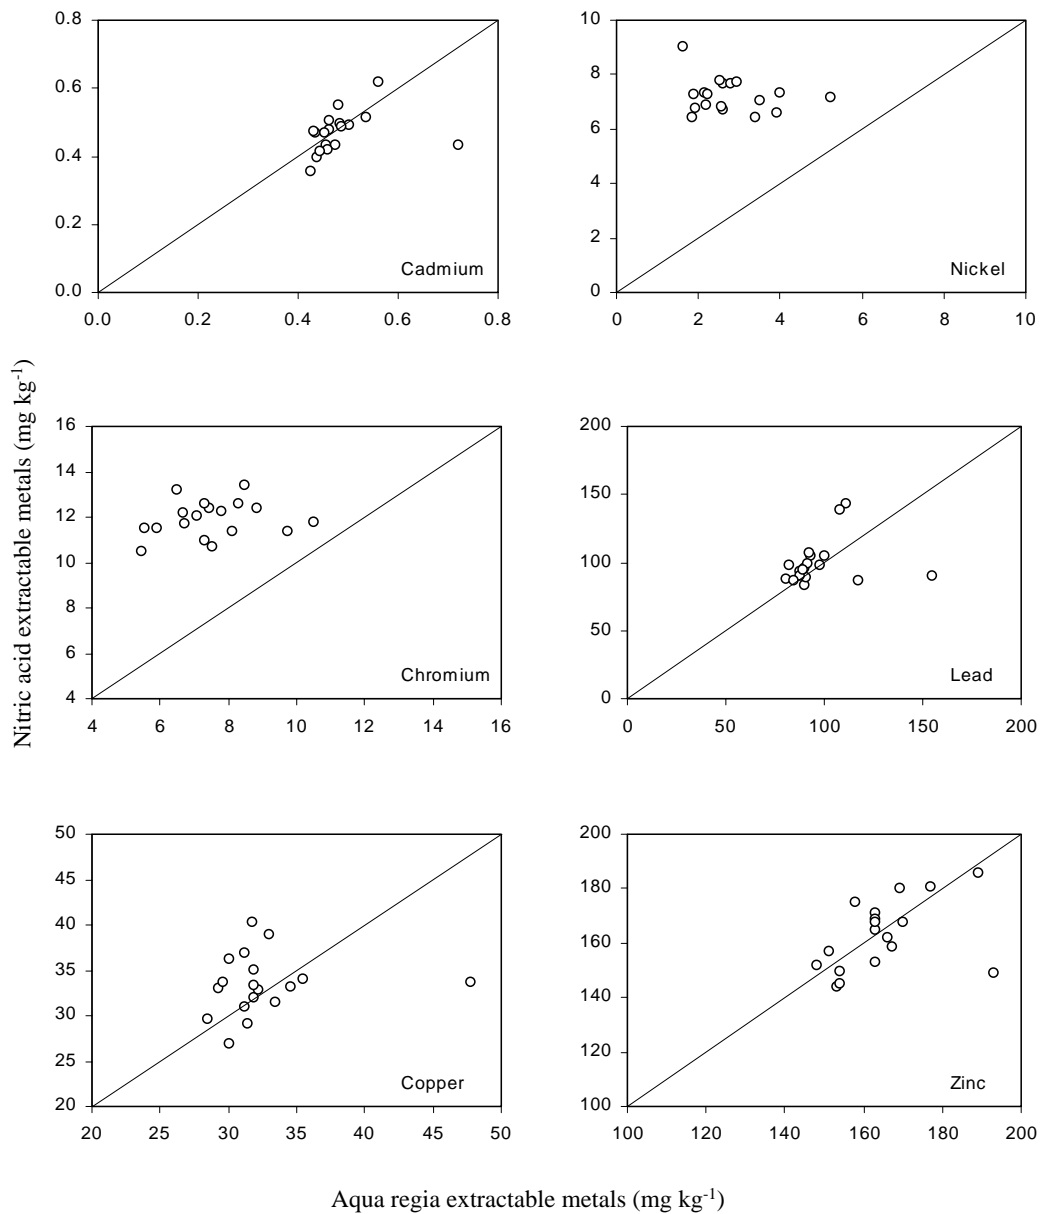 0.8
0.6
0.4
0.2
0.0
0.0 0.2 0.4 0.6 0.8
Cadmium
10
8
6
4
2
0
0 2 4 6 8 10
Nickel
Nitric acid extractable metals (mg kg-1)
16
14
12
10
8
6
4
4 6 8 10 12 14 16
Chromium
200
150
100
50
0
0 50 100 150 200
Lead
50
45
40
35
30
25
20
20 25 30 35 40 45 50
Copper
200
180
160
140
120
100
100 120 140 160 180 200
Zinc
Aqua regia extractable metals (mg kg-1)